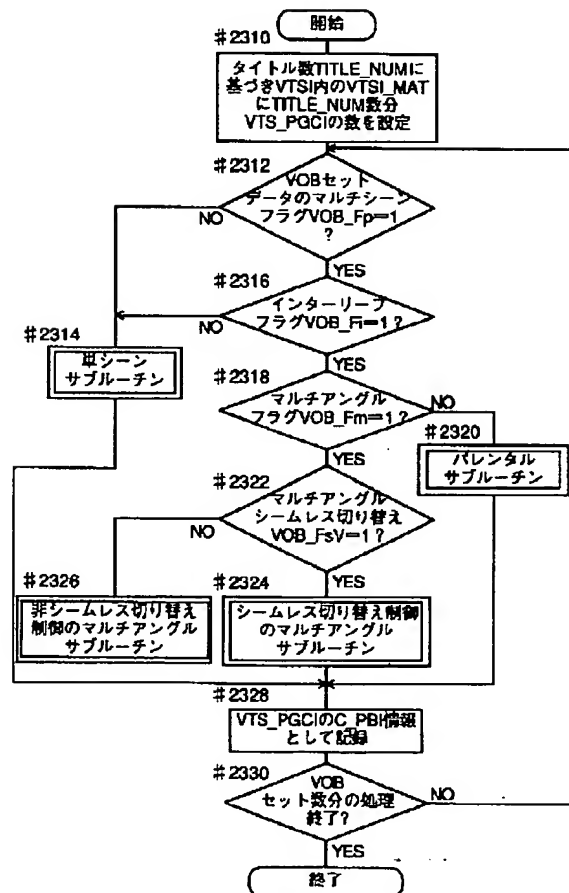 開始
#2310
タイトル数TITLE_NUMに
基づきVTSI内のVTSI_MAT
にTITLE_NUM数分
VTS_PGCIの数を設定
#2312
VOBセット
データのマルチシーン
フラグVOB_Fp=1
?
NO
YES
#2316
インターリーブ
フラグVOB_Fi=1?
NO
YES
#2314
単シーン
サブルーチン
#2318
マルチアングル
フラグVOB_Fm=1?
NO
YES
#2320
パレンタル
サブルーチン
#2322
マルチアングル
シームレス切り替え
VOB_FsV=1?
NO
YES
#2326
非シームレス切り替え
制御のマルチアングル
サブルーチン
#2324
シームレス切り替え制御
のマルチアングル
サブルーチン
#2328
VTS_PGCIのC_PBI情報
として記録
#2330
VOB
セット数分の処理
終了?
NO
YES
終了